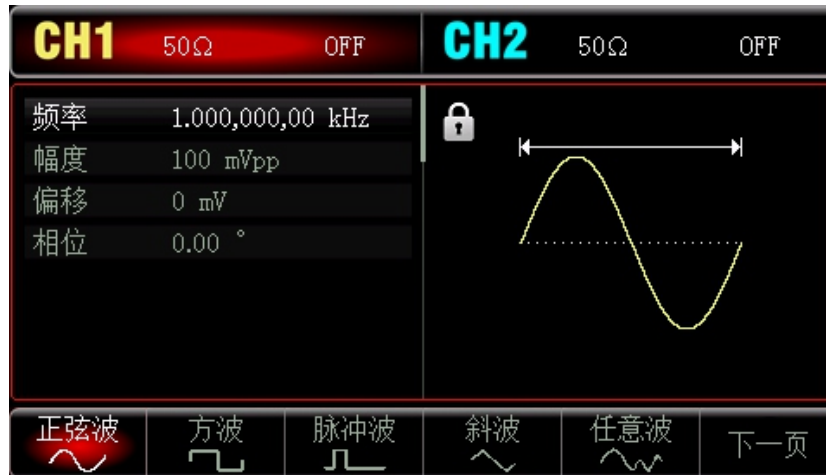 CH1 50Ω OFF CH2 50Ω OFF
频率 1.000,000,00 kHz
幅度 100 mVpp
偏移 0 mV
相位 0.00 °
正弦波 方波 脉冲波 斜波 任意波 下一页